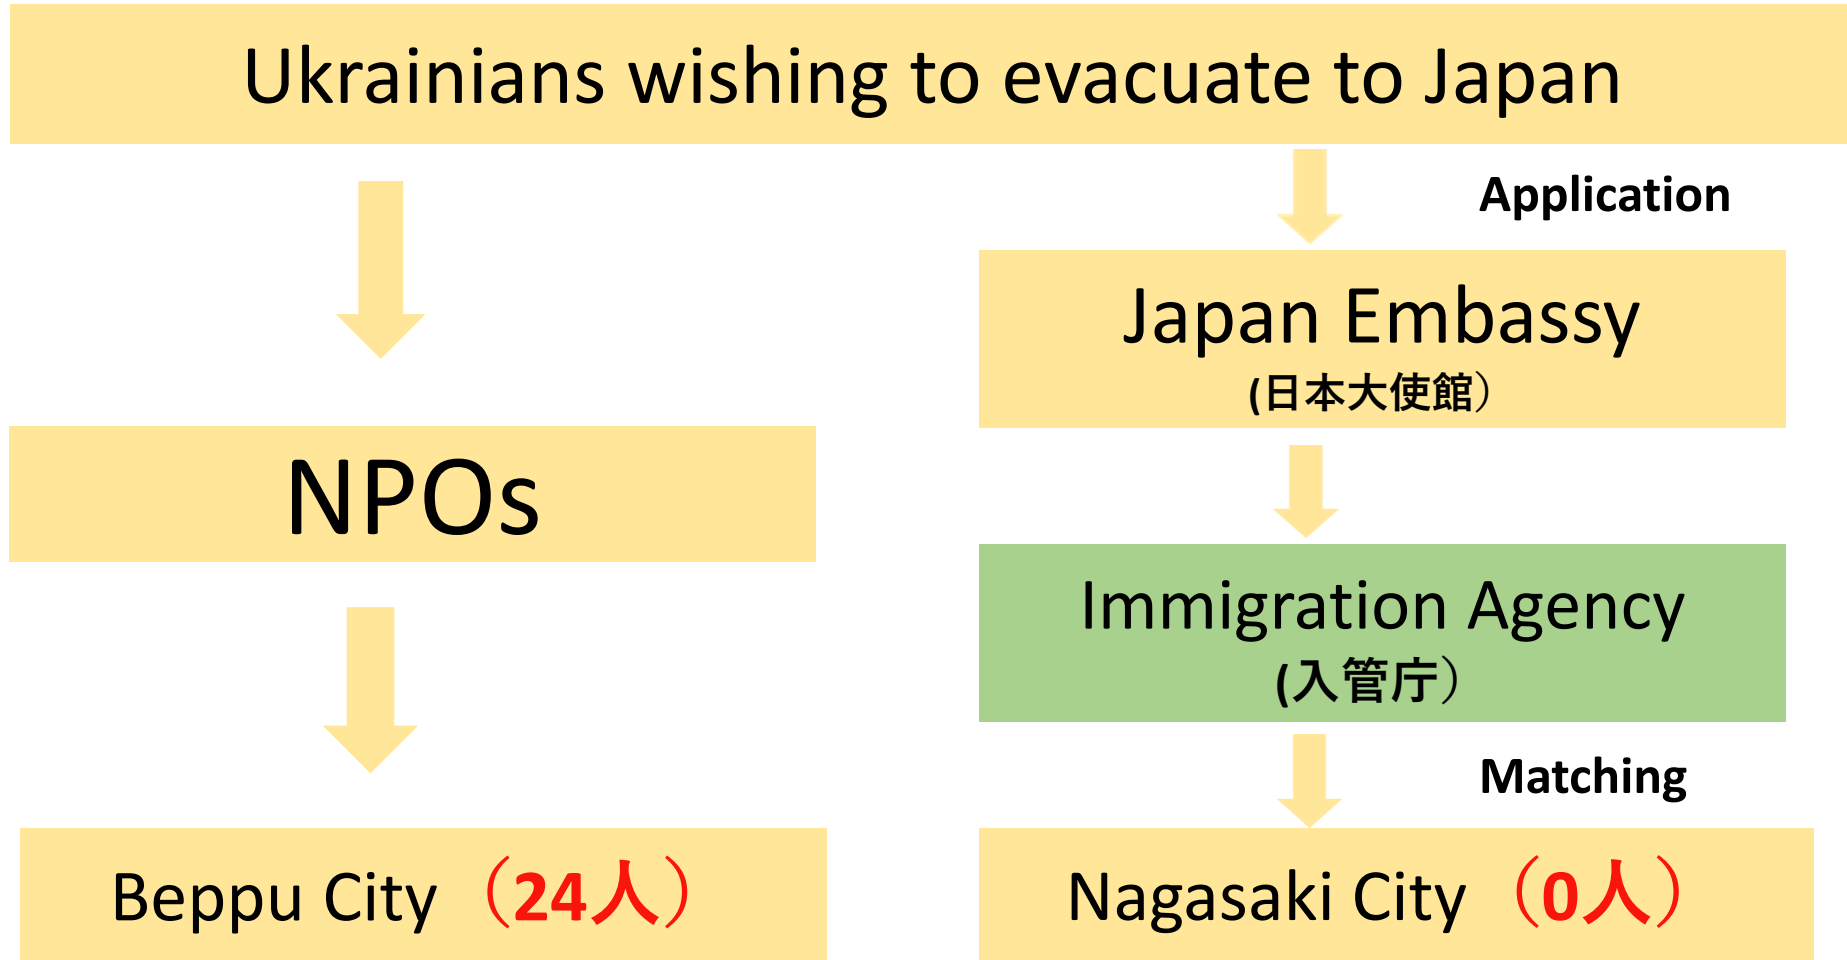 Ukrainians wishing to evacuate to Japan
Application
Japan Embassy
(日本大使館）
NPOs
Immigration Agency
(入管庁）
Matching
Beppu City（24人）
Nagasaki City（0人）